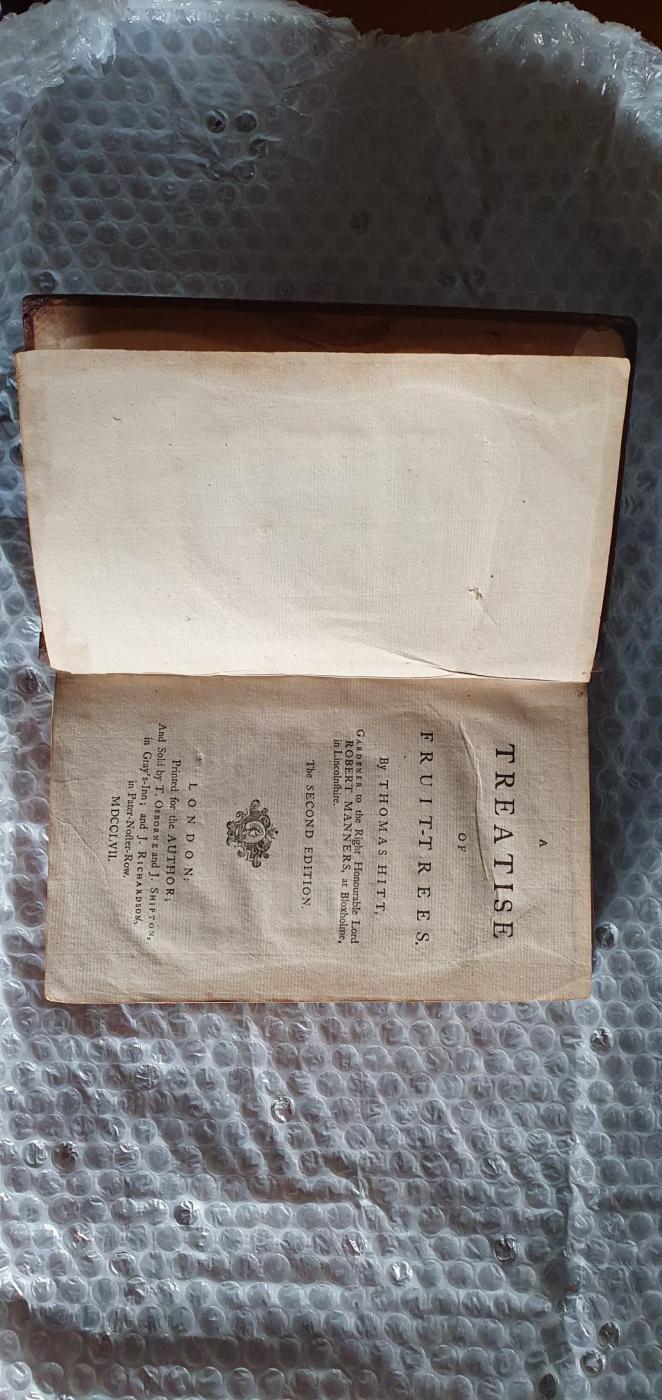 A
TREATISE
OF
FRUIT-TREES.
By THOMAS HITT,
GARDENER to the Right Honourable Lord
ROBERT MANNERS, at Bloxholme,
in Lincolnſhire.
The SECOND EDITION.
LONDON:
Printed for the AUTHOR;
And Sold by T. OSBORNE and J. SHIPTON,
in Gray's-Inn; and J. RICHARDSON,
in Pater-Noſter-Row.
MDCCLVII.